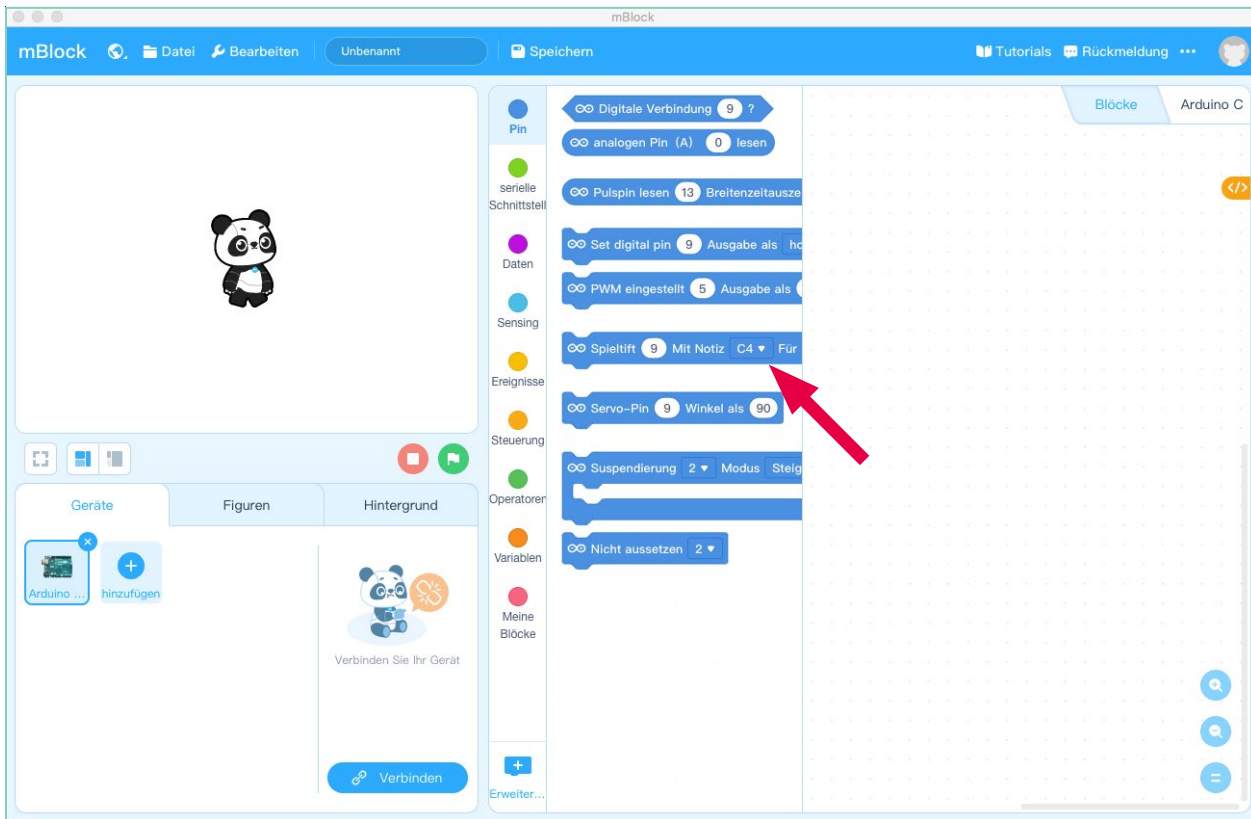 mBlock
mBlock Datei Bearbeiten Unbenannt Speichern Tutorials Rückmeldung
Pin
serielle
Schnittstell
Daten
Sensing
Ereignisse
Steuerung
Operatoren
Variablen
Meine
Blöcke
Erweiter...
Digitale Verbindung 9 ?
analogen Pin (A) 0 lesen
Pulspin lesen 13 Breitenzeitausze
Set digital pin 9 Ausgabe als ho
PWM eingestellt 5 Ausgabe als
Spieltift 9 Mit Notiz C4 Für
Servo-Pin 9 Winkel als 90
Suspendierung 2 Modus Steig
Nicht aussetzen 2
Blöcke Arduino C
</>
Geräte Figuren Hintergrund
Arduino ... hinzufügen
Verbinden Sie Ihr Gerät
Verbinden